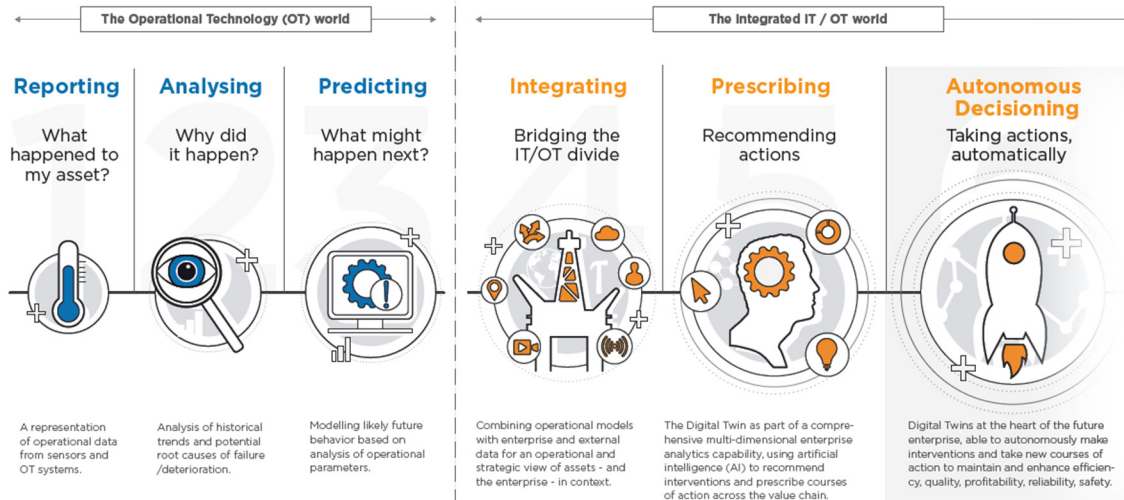 The Operational Technology (OT) world
The Integrated IT / OT world
1
Reporting
What
happened to
my asset?
A representation
of operational data
from sensors and
OT systems.
2
Analysing
Why did
it happen?
Analysis of historical
trends and potential
root causes of failure
/deterioration.
3
Predicting
What might
happen next?
!
Modelling likely future
behavior based on
analysis of operational
parameters.
4
Integrating
Bridging the
IT/OT divide
IT
Combining operational models
with enterprise and external
data for an operational and
strategic view of assets - and
the enterprise - in context.
5
Prescribing
Recommending
actions
The Digital Twin as part of a compre-
hensive multi-dimensional enterprise
analytics capability, using artificial
intelligence (AI) to recommend
interventions and prescribe courses
of action across the value chain.
Autonomous
Decisioning
Taking actions,
automatically
Digital Twins at the heart of the future
enterprise, able to autonomously make
interventions and take new courses of
action to maintain and enhance efficien-
cy, quality, profitability, reliability, safety.